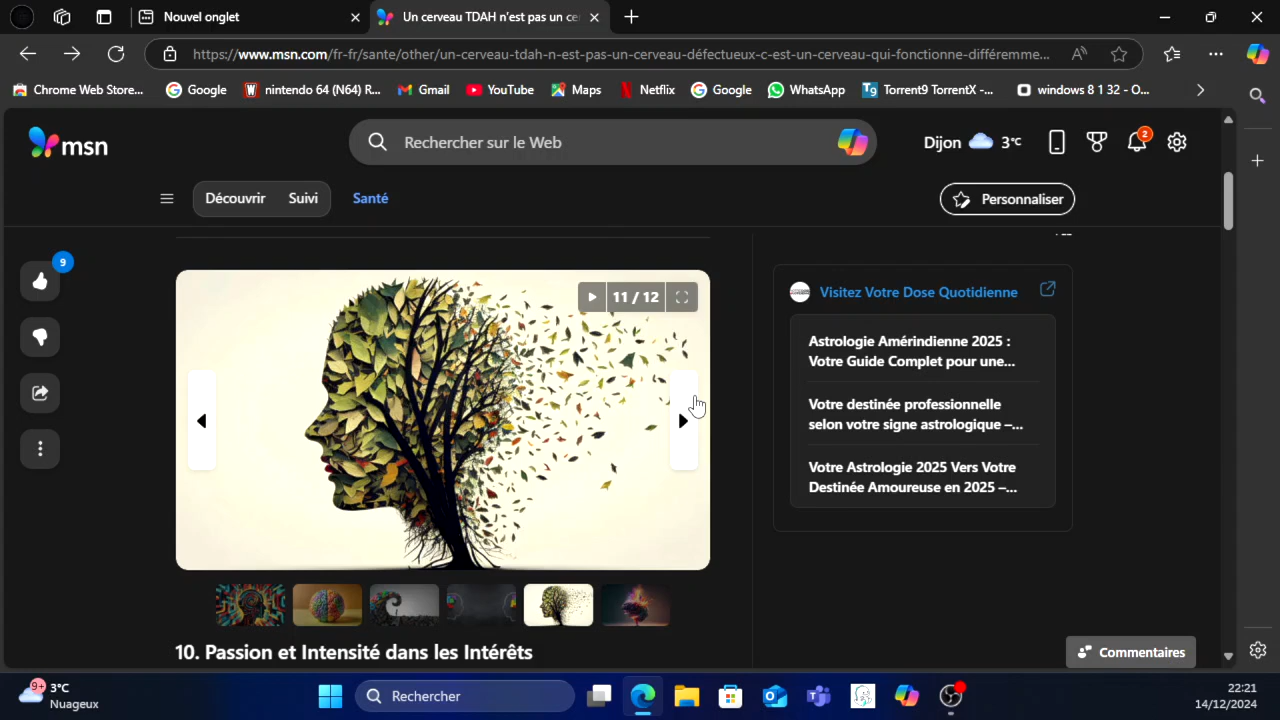 Nouvel onglet
Un cerveau TDAH n'est pas un ce
https://www.msn.com/fr-fr/sante/other/un-cerveau-tdah-n-est-pas-un-cerveau-défectueux-c-est-un-cerveau-qui-fonctionne-différemme...
Chrome Web Store...
Google
nintendo 64 (N64) R...
Gmail
YouTube
Maps
Netflix
Google
WhatsApp
Torrent9 TorrentX -...
windows 8 1 32 - O...
msn
Rechercher sur le Web
Dijon
3°C
2
Découvrir
Suivi
Santé
Personnaliser
9
11 / 12
Visitez Votre Dose Quotidienne
Astrologie Amérindienne 2025 :
Votre Guide Complet pour une...
Votre destinée professionnelle
selon votre signe astrologique –...
Votre Astrologie 2025 Vers Votre
Destinée Amoureuse en 2025 –...
10. Passion et Intensité dans les Intérêts
Commentaires
9+
3°C
Nuageux
Rechercher
22:21
14/12/2024